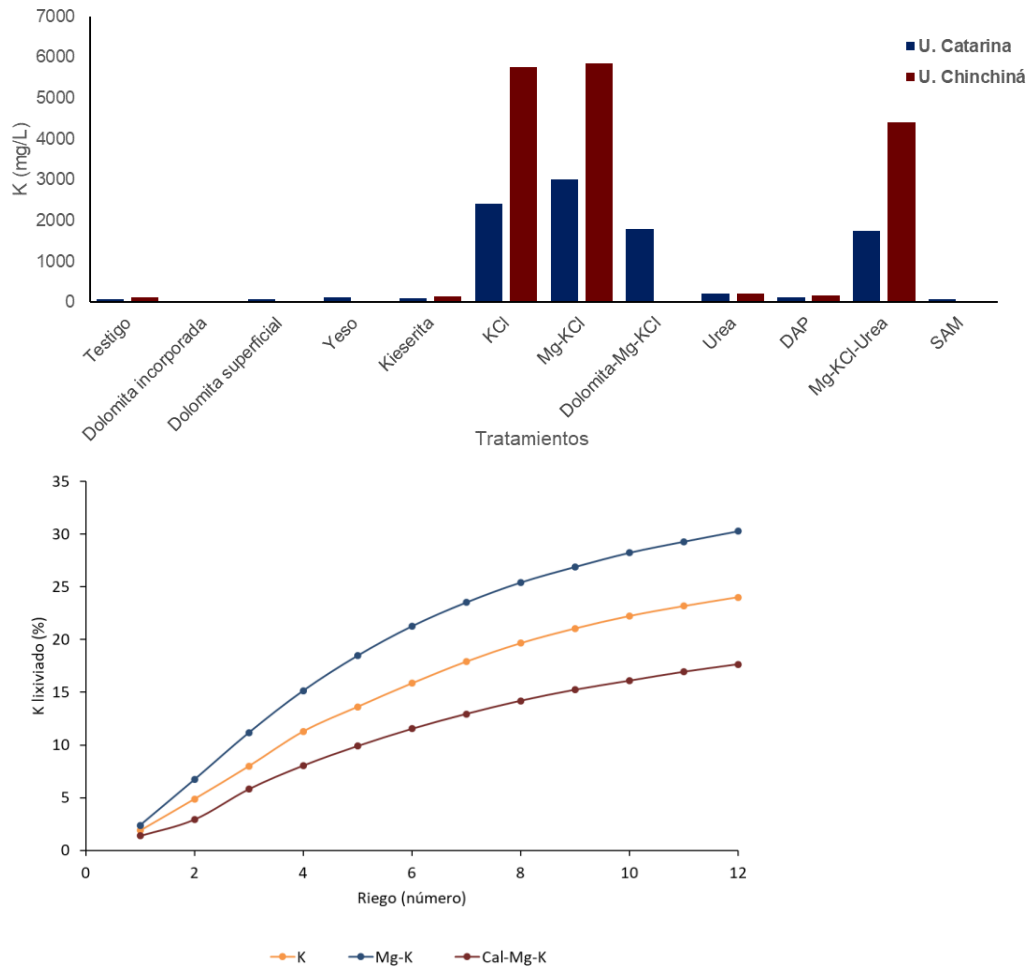 7000
6000
5000
4000
3000
2000
1000
0
K (mg/L)
U. Catarina
U. Chinchiná
Testigo
Dolomita incorporada
Dolomita superficial
Yeso
Kieserita
KCl
Mg-KCl
Dolomita-Mg-KCl
Urea
DAP
Mg-KCl-Urea
SAM
Tratamientos
35
30
25
20
15
10
5
0
K lixiviado (%)
0 2 4 6 8 10 12
Riego (número)
K Mg-K Cal-Mg-K